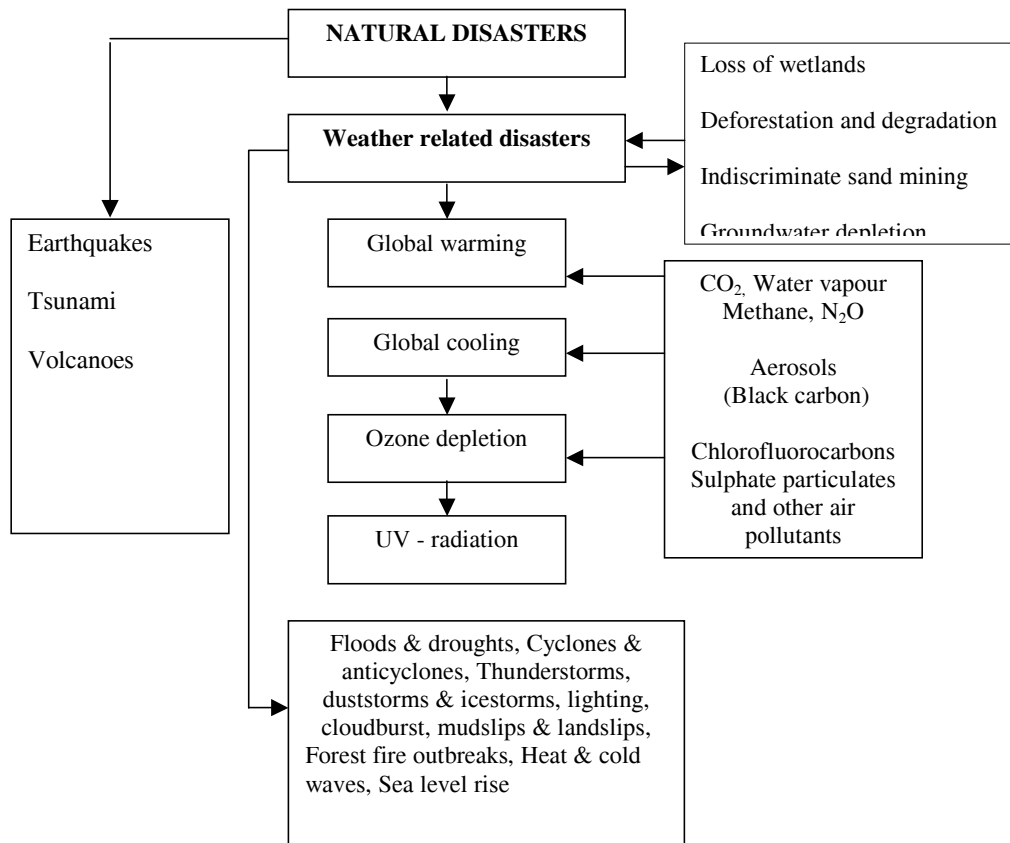 NATURAL DISASTERS
Loss of wetlands
Deforestation and degradation
Indiscriminate sand mining
Groundwater depletion
Weather related disasters
Earthquakes
Tsunami
Volcanoes
Global warming
CO₂, Water vapour
Methane, N₂O
Aerosols
(Black carbon)
Chlorofluorocarbons
Sulphate particulates
and other air
pollutants
Global cooling
Ozone depletion
UV - radiation
Floods & droughts, Cyclones &
anticyclones, Thunderstorms,
duststorms & icestorms, lighting,
cloudburst, mudslips & landslips,
Forest fire outbreaks, Heat & cold
waves, Sea level rise